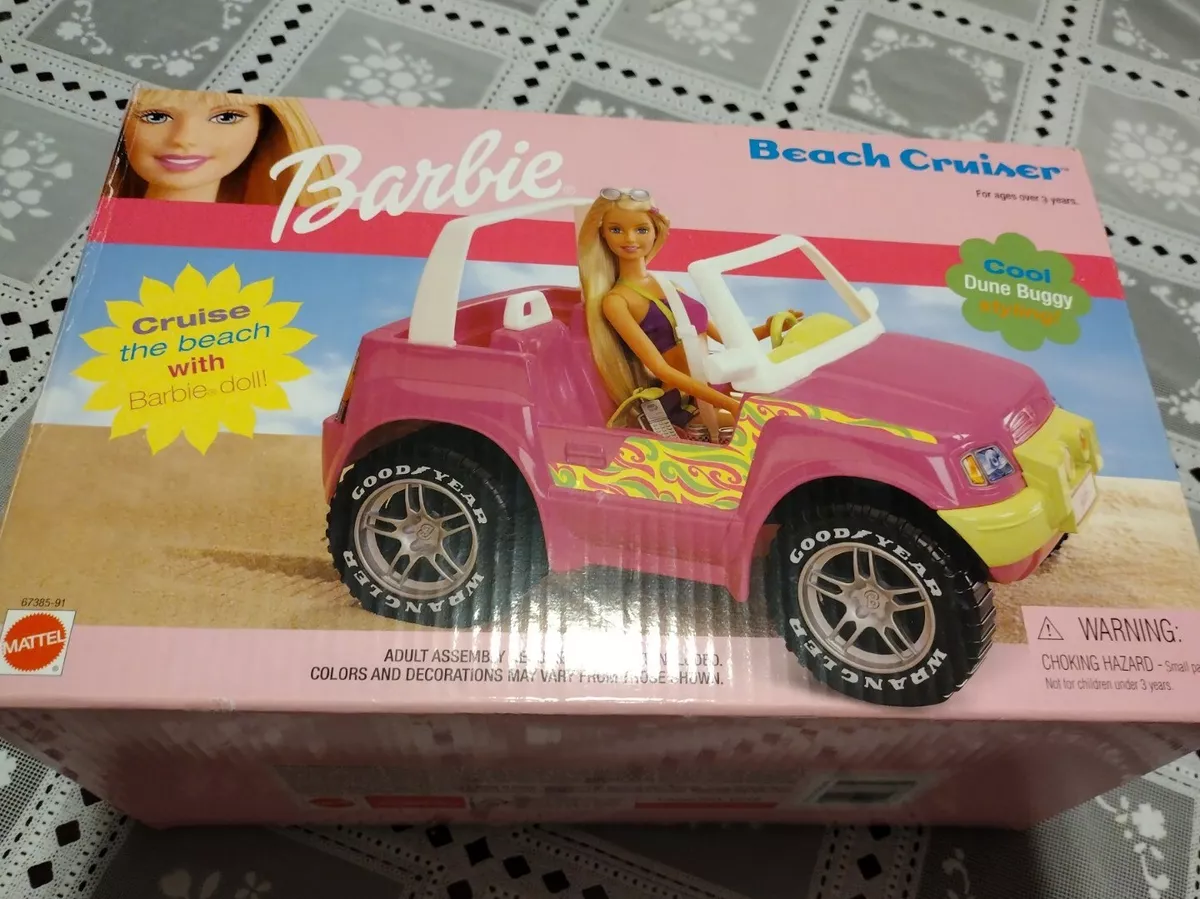 Barbie®
Beach Cruiser™
For ages over 3 years.
Cool
Dune Buggy
styling!
Cruise
the beach
with
Barbie® doll!
GOODYEAR
WRANGLER
GOODYEAR
WRANGLER
67385-91
MATTEL
®
ADULT ASSEMBLY
COLORS AND DECORATIONS MAY VARY FROM THOSE SHOWN.
WARNING:
CHOKING HAZARD - Small
Not for children under 3 years.